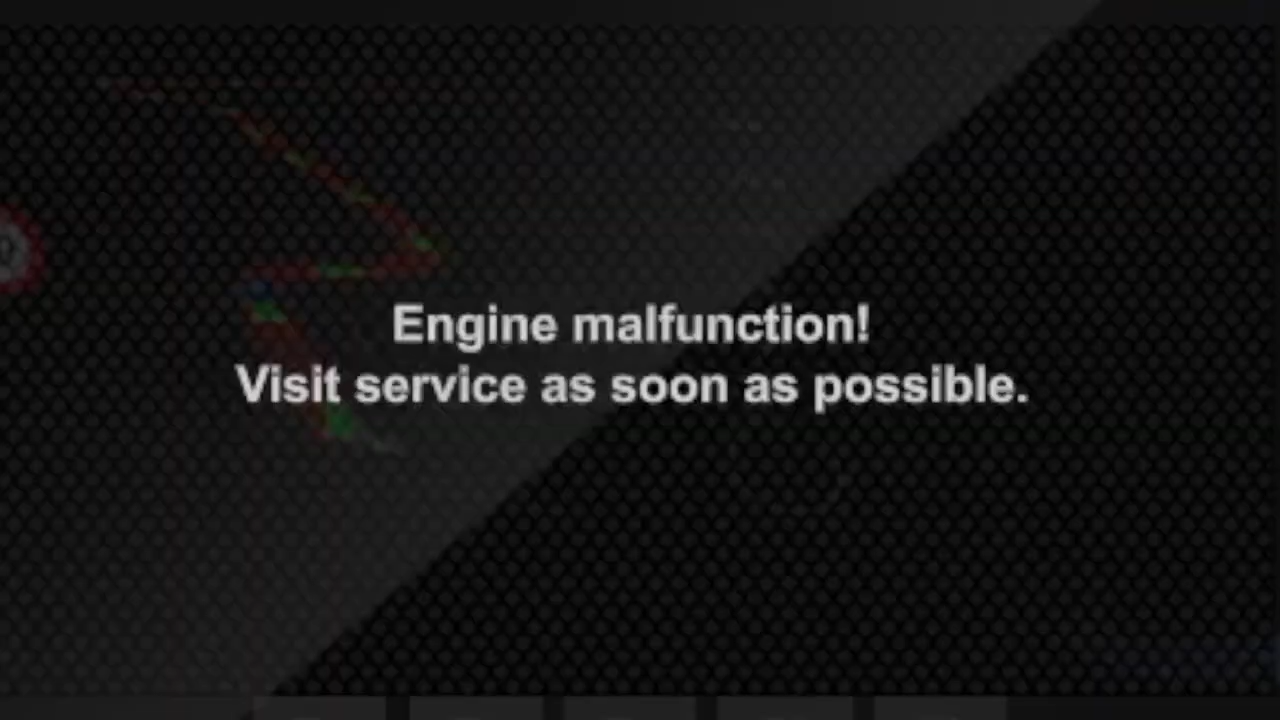 Engine malfunction!
Visit service as soon as possible.